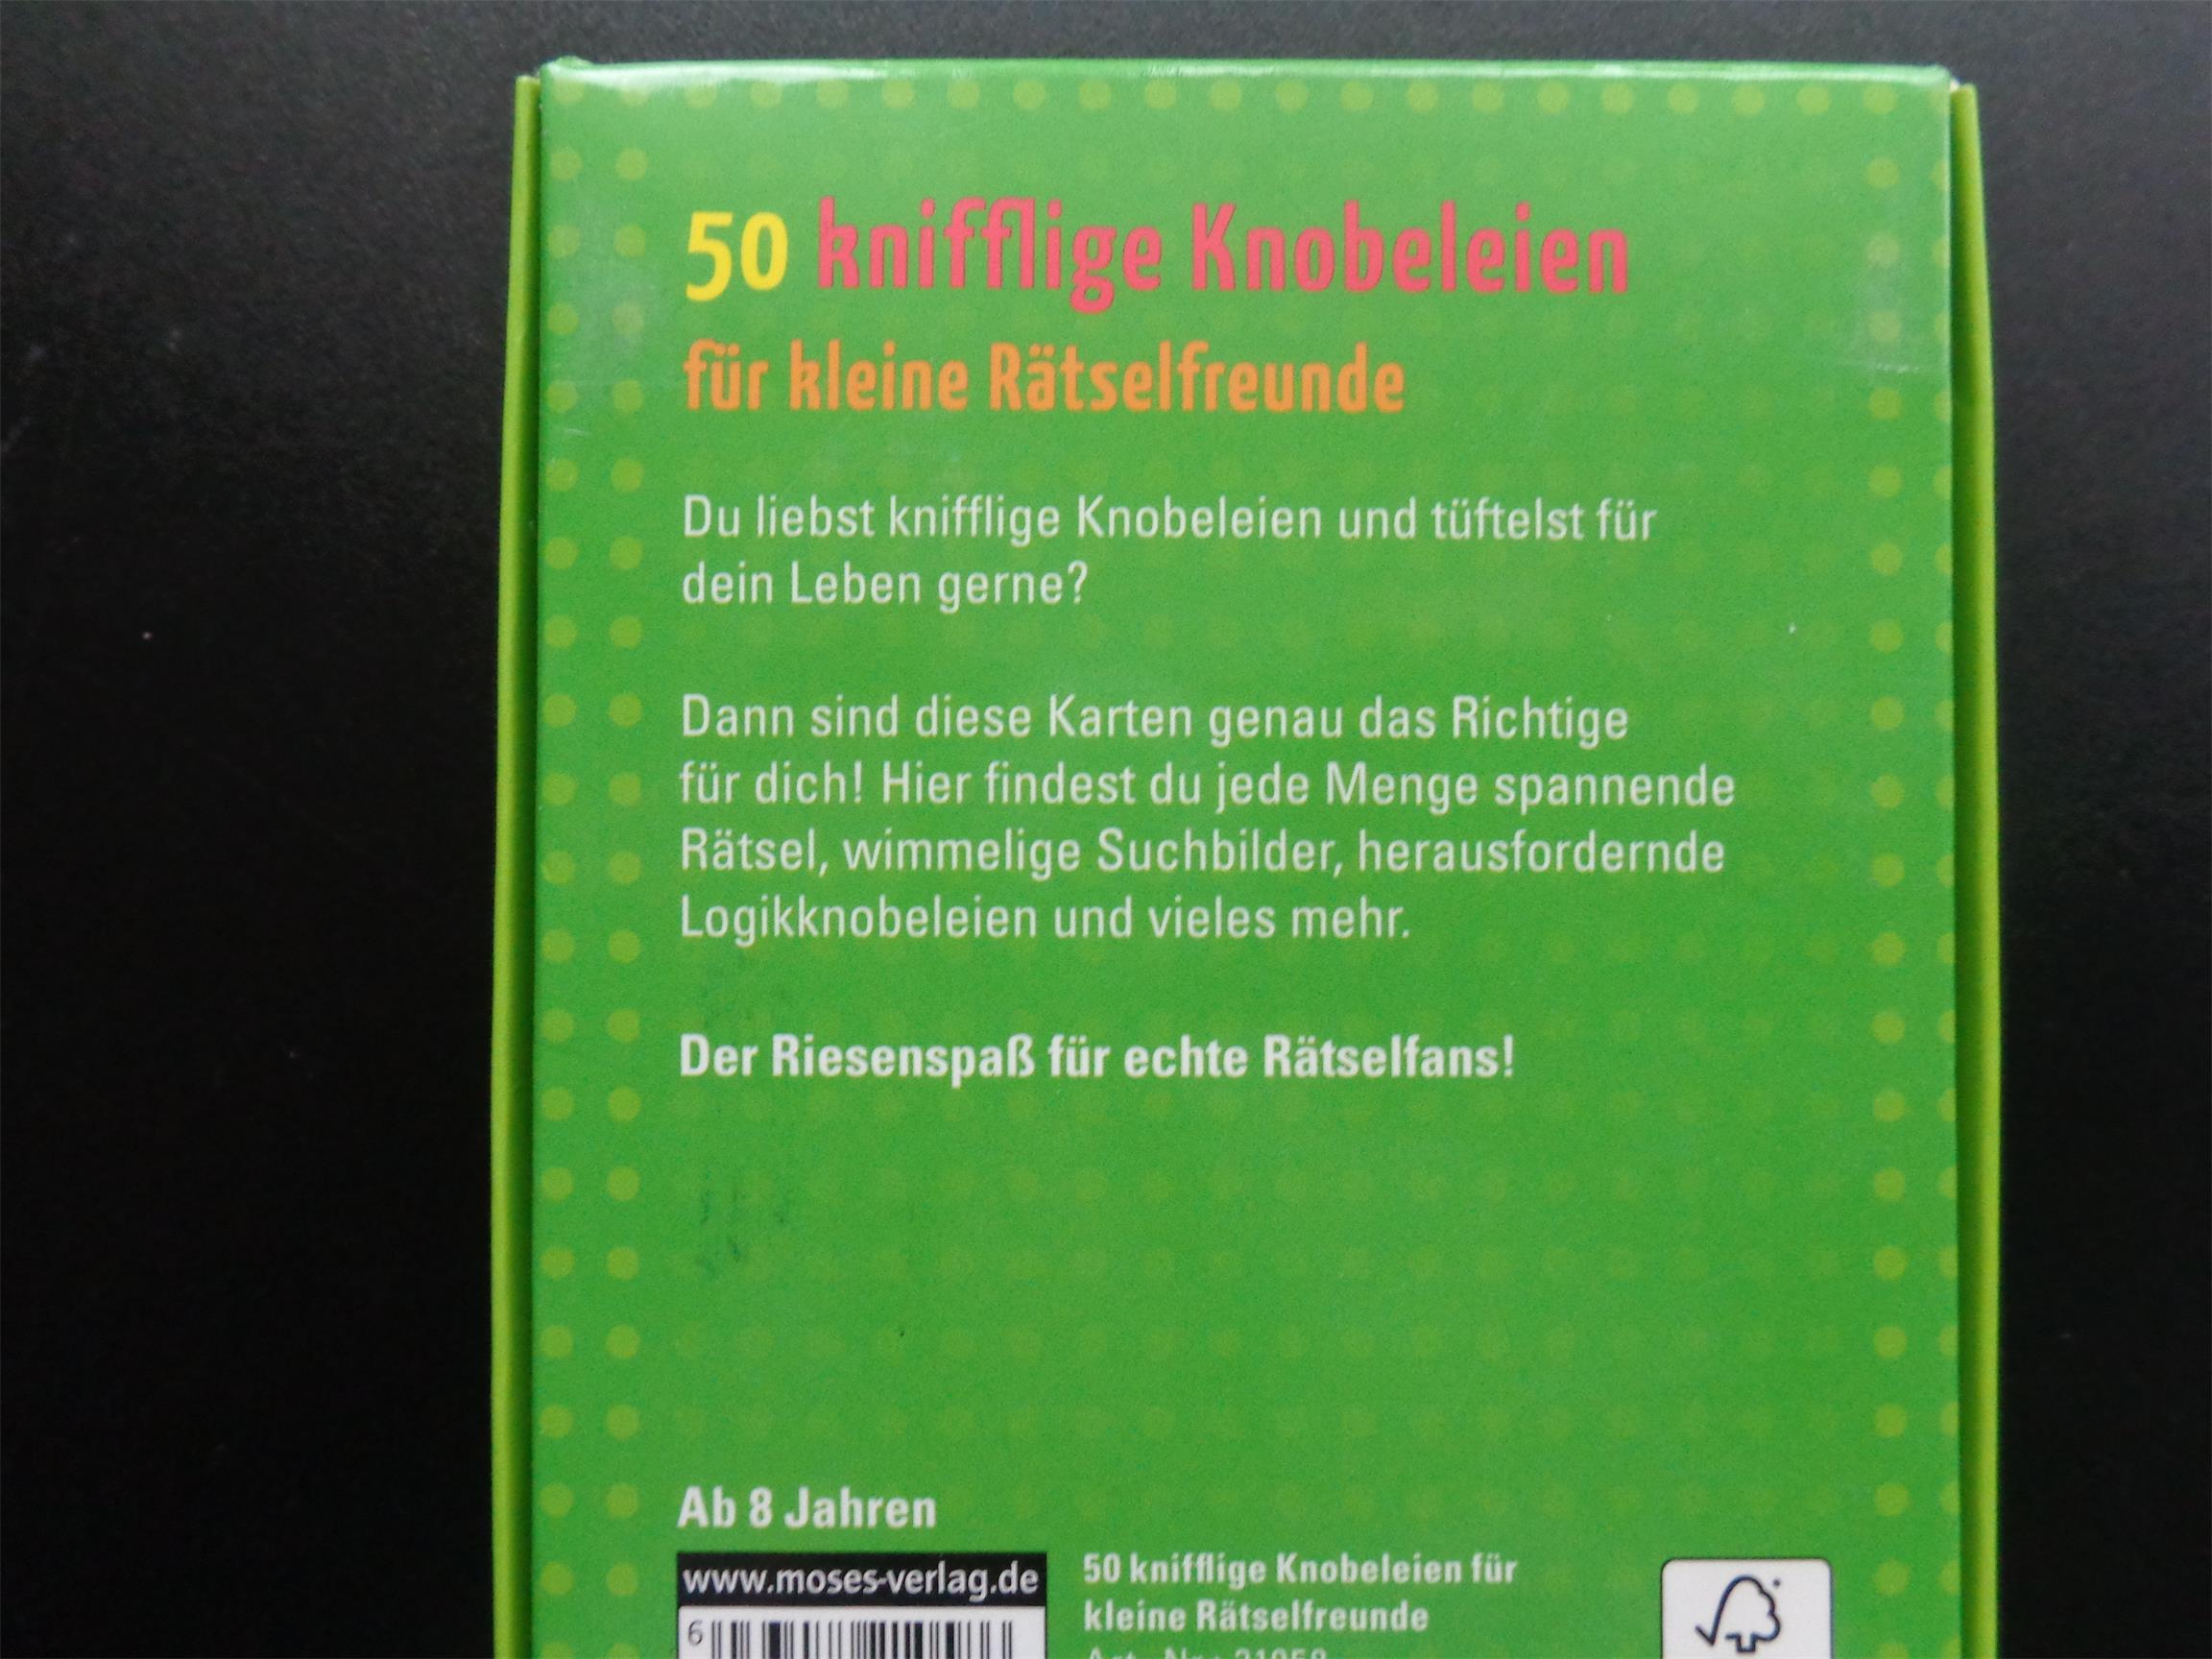 50 knifflige Knobeleien
für kleine Rätselfreunde
Du liebst knifflige Knobeleien und tüftelst für
dein Leben gerne?
Dann sind diese Karten genau das Richtige
für dich! Hier findest du jede Menge spannende
Rätsel, wimmelige Suchbilder, herausfordernde
Logikknobeleien und vieles mehr.
Der Riesenspaß für echte Rätselfans!
Ab 8 Jahren
www.moses-verlag.de
6
50 knifflige Knobeleien für
kleine Rätselfreunde